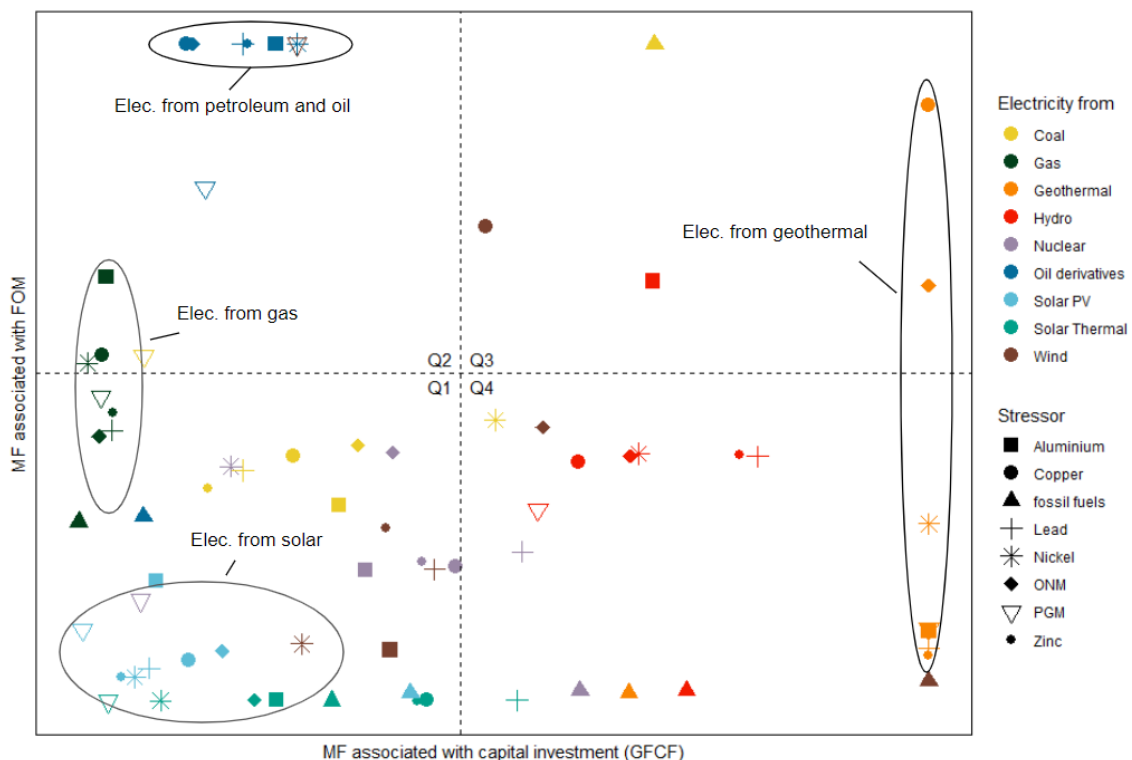 Elec. from petroleum and oil
Elec. from geothermal
Elec. from gas
Q2 Q3
Q1 Q4
Elec. from solar
MF associated with FOM
MF associated with capital investment (GFCF)
Electricity from
Coal
Gas
Geothermal
Hydro
Nuclear
Oil derivatives
Solar PV
Solar Thermal
Wind
Stressor
Aluminium
Copper
fossil fuels
Lead
Nickel
ONM
PGM
Zinc